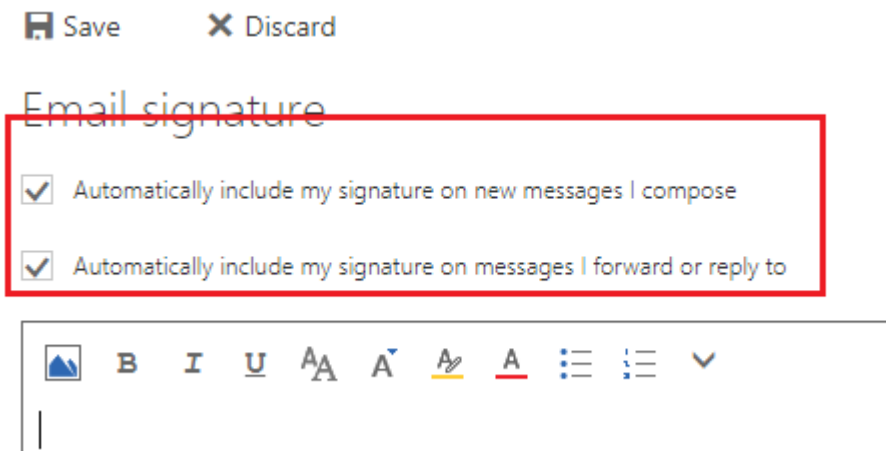 Save Discard
Email signature
Automatically include my signature on new messages I compose
Automatically include my signature on messages I forward or reply to
B I U AA A A A